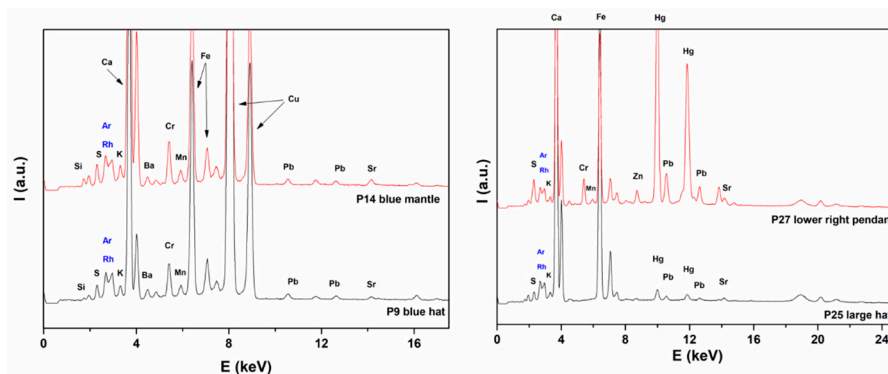 Ca
Fe
Cu
Ar
Rh
Si
S
K
Ba
Cr
Mn
Pb
Pb
Sr
P14 blue mantle
Ar
Rh
Si
S
K
Ba
Cr
Mn
Pb
Pb
Sr
P9 blue hat
I (a.u.)
0 4 8 12 16
E (keV)
Ca
Fe
Hg
Hg
Ar
Rh
S
K
Cr
Mn
Zn
Pb
Pb
Sr
P27 lower right pendan
Ar
Rh
S
K
Hg
Pb
Hg
Pb
Sr
P25 large hat
I (a.u.)
0 4 8 12 16 20 24
E (keV)